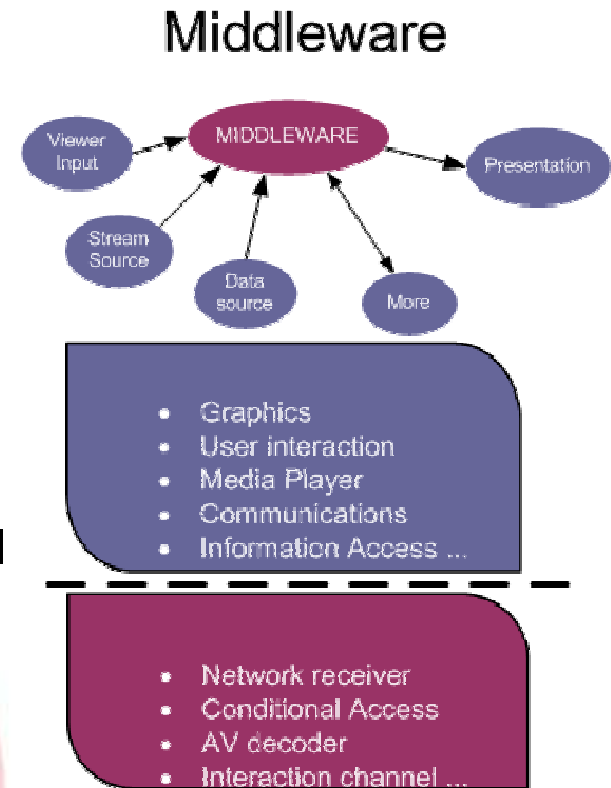 Middleware
MIDDLEWARE
Viewer
Input
Presentation
Stream
Source
Data
source
More
• Graphics
• User interaction
• Media Player
• Communications
• Information Access ...
• Network receiver
• Conditional Access
• AV decoder
• Interaction channel ...